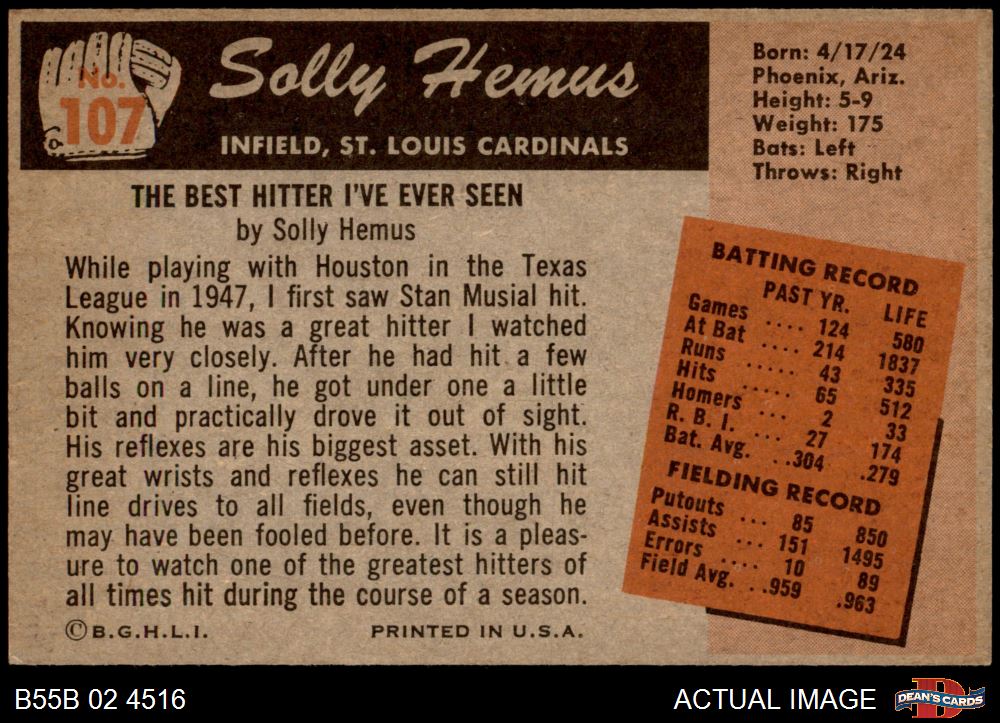 No.
107
Solly Hemus
INFIELD, ST. LOUIS CARDINALS
Born: 4/17/24
Phoenix, Ariz.
Height: 5-9
Weight: 175
Bats: Left
Throws: Right
THE BEST HITTER I'VE EVER SEEN
by Solly Hemus
While playing with Houston in the Texas
League in 1947, I first saw Stan Musial hit.
Knowing he was a great hitter I watched
him very closely. After he had hit a few
balls on a line, he got under one a little
bit and practically drove it out of sight.
His reflexes are his biggest asset. With his
great wrists and reflexes he can still hit
line drives to all fields, even though he
may have been fooled before. It is a pleas-
ure to watch one of the greatest hitters of
all times hit during the course of a season.
©B.G.H.L.I. PRINTED IN U.S.A.
BATTING RECORD
PAST YR. LIFE
Games .... 124 580
At Bat .... 214 1837
Runs ..... 43 335
Hits ..... 65 512
Homers ... 2 33
R. B. I. ... 27 174
Bat. Avg. ...304 .279
FIELDING RECORD
Putouts ... 85 850
Assists ... 151 1495
Errors .... 10 89
Field Avg. ..959 .963
B55B 02 4516
ACTUAL IMAGE
D
DEAN'S CARDS